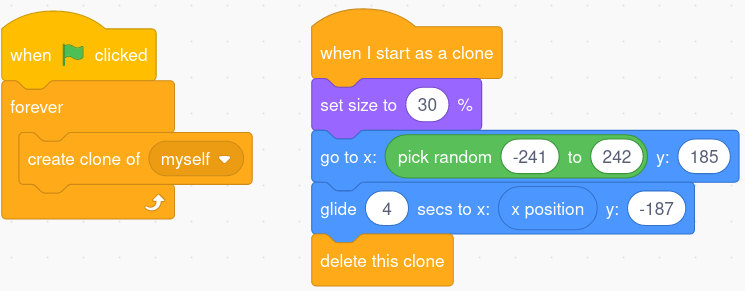 when clicked
forever
create clone of myself
when I start as a clone
set size to 30 %
go to x: pick random -241 to 242 y: 185
glide 4 secs to x: x position y: -187
delete this clone